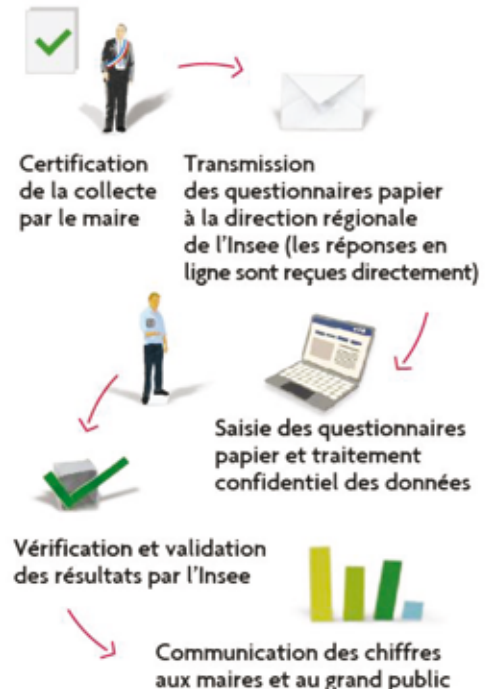 Certification
de la collecte
par le maire
Transmission
des questionnaires papier
à la direction régionale
de l'Insee (les réponses en
ligne sont reçues directement)
Saisie des questionnaires
papier et traitement
confidentiel des données
Vérification et validation
des résultats par l'Insee
Communication des chiffres
aux maires et au grand public